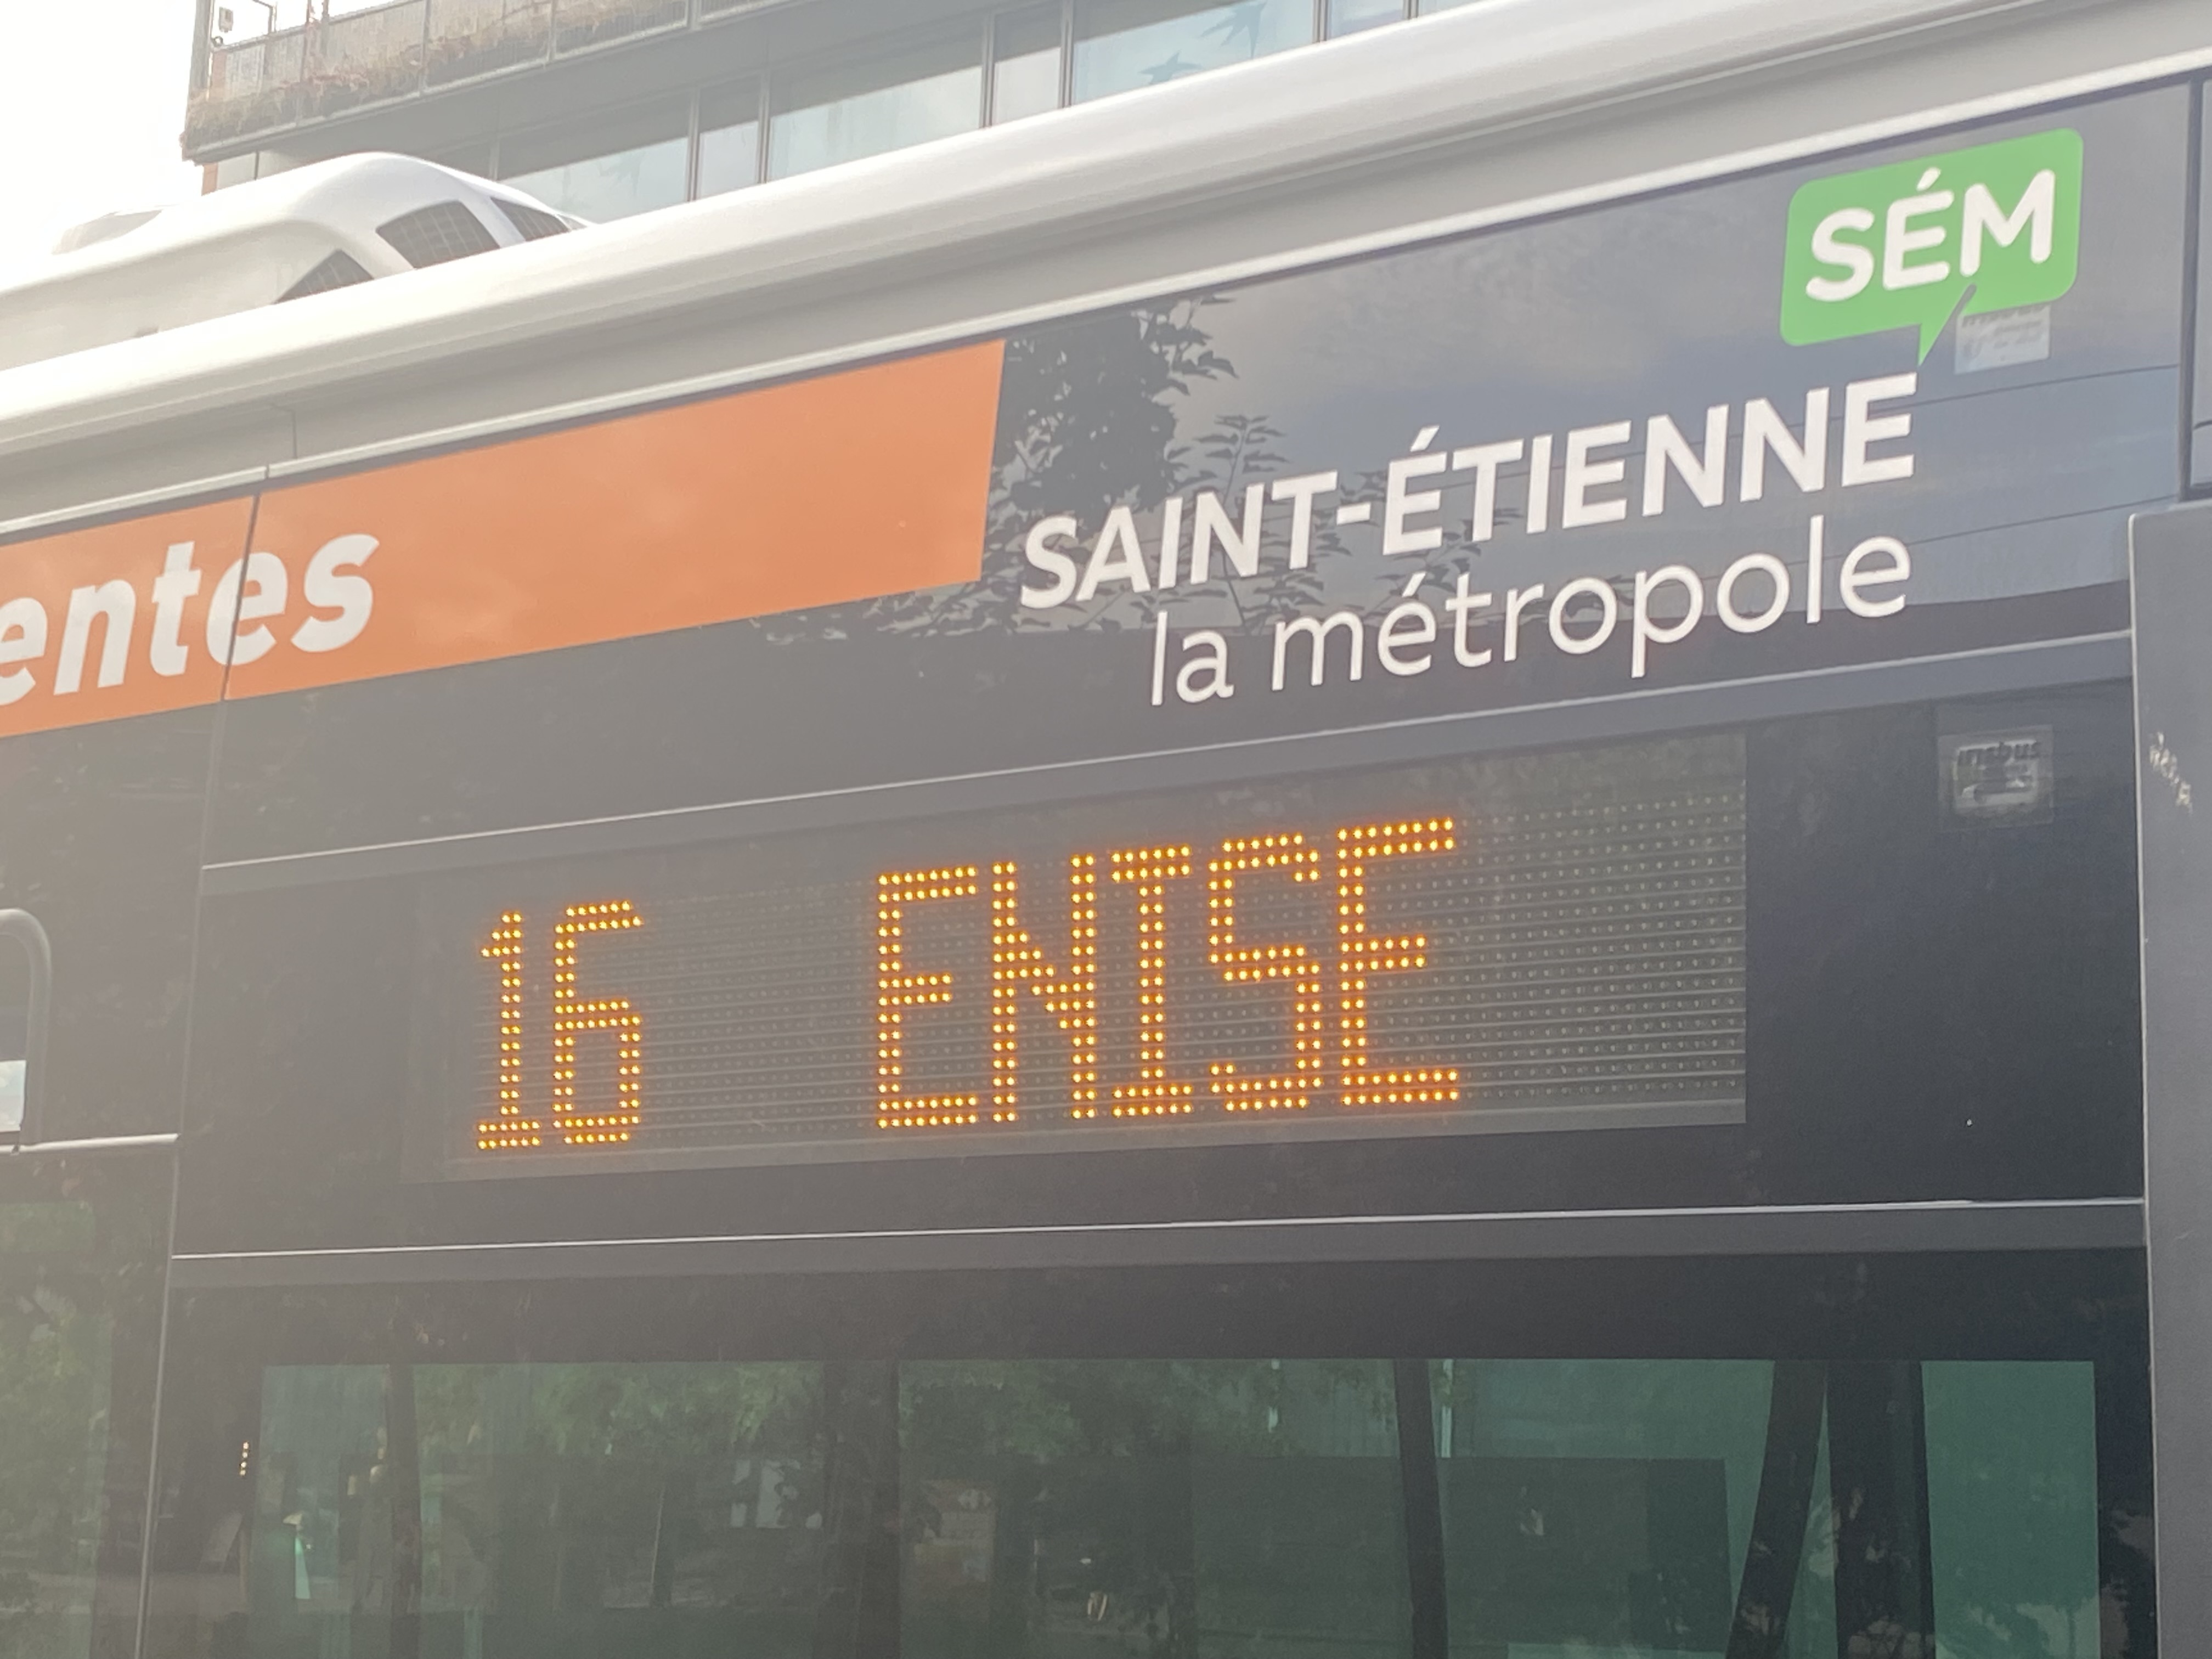 SÉM
SAINT-ÉTIENNE
la métropole
entes
16 ENISE